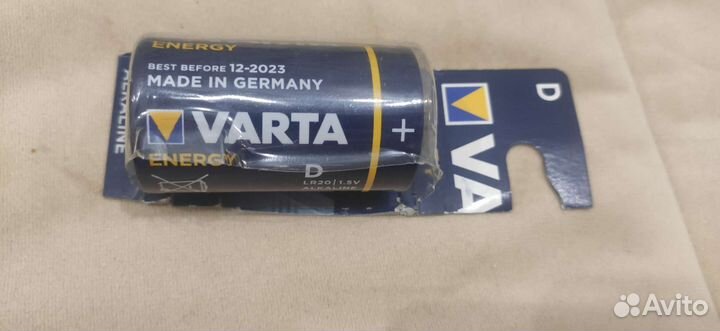 ENERGY
BEST BEFORE 12-2023
MADE IN GERMANY
VARTA
+
ENERGY
D
LR20 | 1.5V
ALKALINE
ALKALINE
D
VA
Avito